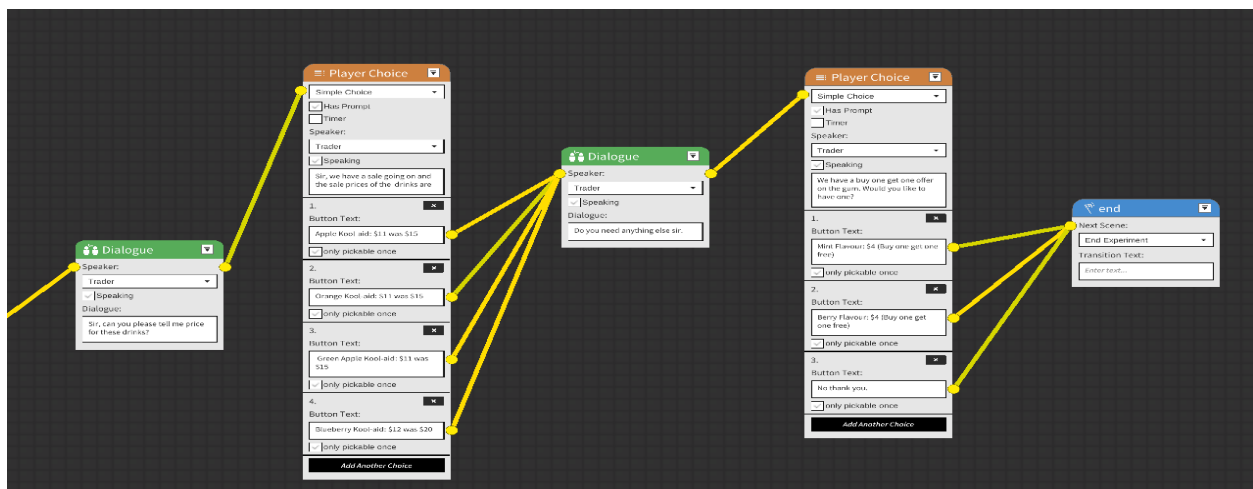 Dialogue
Speaker:
Trader
Speaking
Dialogue:
Sir, can you please tell me price
for these drinks?
Player Choice
Simple Choice
Has Prompt
Timer
Speaker:
Trader
Speaking
Sir, we have a sale going on and
the sale prices of the drinks are
1.
Button Text:
Apple Kool-aid: $11 was $15
only pickable once
2.
Button Text:
Orange Kool-aid: $11 was $15
only pickable once
3.
Button Text:
Green Apple Kool-aid: $11 was
$15
only pickable once
4.
Button Text:
Blueberry Kool-aid: $12 was $20
only pickable once
Add Another Choice
Dialogue
Speaker:
Trader
Speaking
Dialogue:
Do you need anything else sir.
Player Choice
Simple Choice
Has Prompt
Timer
Speaker:
Trader
Speaking
We have a buy one get one offer
on the gum. Would you like to
have one?
1.
Button Text:
Mint Flavour: $4 (Buy one get one
free)
only pickable once
2.
Button Text:
Berry Flavour: $4 (Buy one get
one free)
only pickable once
3.
Button Text:
No thank you.
only pickable once
Add Another Choice
end
Next Scene:
End Experiment
Transition Text:
Enter text...